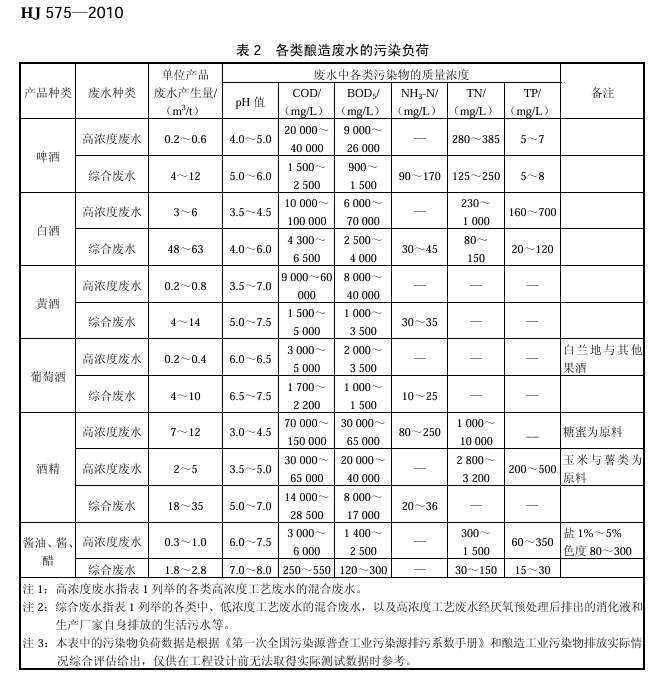 HJ 575—2010
表 2 各类酿造废水的污染负荷
产品种类 废水种类 单位产品废水产生量/（m³/t） 废水中各类污染物的质量浓度 备注
pH 值 COD/（mg/L） BOD₅/（mg/L） NH₃-N/（mg/L） TN/（mg/L） TP/（mg/L）
啤酒 高浓度废水 0.2～0.6 4.0～5.0 20 000～40 000 9 000～26 000 — 280～385 5～7
综合废水 4～12 5.0～6.0 1 500～2 500 900～1 500 90～170 125～250 5～8
白酒 高浓度废水 3～6 3.5～4.5 10 000～100 000 6 000～70 000 — 230～1 000 160～700
综合废水 48～63 4.0～6.0 4 300～6 500 2 500～4 000 30～45 80～150 20～120
黄酒 高浓度废水 0.2～0.8 3.5～7.0 9 000～60 000 8 000～40 000 — — —
综合废水 4～14 5.0～7.5 1 500～5 000 1 000～3 500 30～35 — —
葡萄酒 高浓度废水 0.2～0.4 6.0～6.5 3 000～5 000 2 000～3 500 — — — 白兰地与其他果酒
综合废水 4～10 6.5～7.5 1 700～2 200 1 000～1 500 10～25 — —
酒精 高浓度废水 7～12 3.0～4.5 70 000～150 000 30 000～65 000 80～250 1 000～10 000 — 糖蜜为原料
高浓度废水 2～5 3.5～5.0 30 000～65 000 20 000～40 000 — 2 800～3 200 200～500 玉米与薯类为原料
综合废水 18～35 5.0～7.0 14 000～28 500 8 000～17 000 20～36 — —
酱油、酱、醋 高浓度废水 0.3～1.0 6.0～7.5 3 000～6 000 1 400～2 500 — 300～1 500 60～350 盐 1%～5% 色度 80～300
综合废水 1.8～2.8 7.0～8.0 250～550 120～300 — 30～150 15～30
注 1：高浓度废水指表 1 列举的各类高浓度工艺废水的混合废水。
注 2：综合废水指表 1 列举的各类中、低浓度工艺废水的混合废水，以及高浓度工艺废水经厌氧预处理后排出的消化液和
生产厂家自身排放的生活污水等。
注 3：本表中的污染物负荷数据是根据《第一次全国污染源普查工业污染源排污系数手册》和酿造工业污染物排放实际情
况综合评估给出，仅供在工程设计前无法取得实际测试数据时参考。